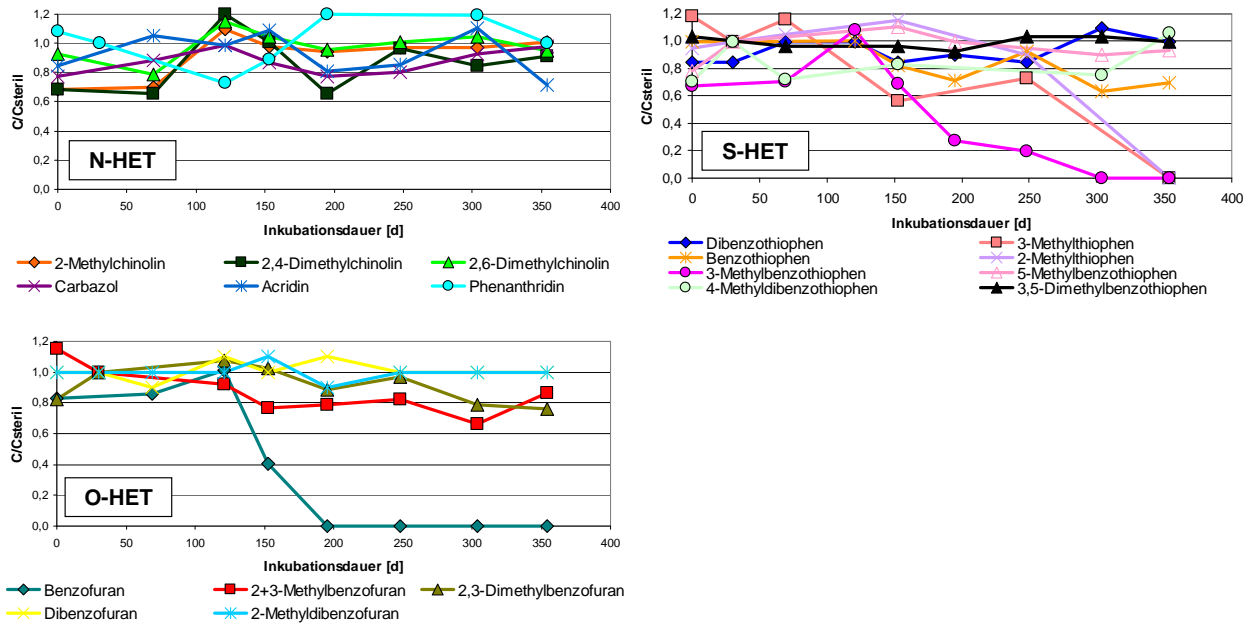 C/Csteril
1,2
1,0
0,8
0,6
0,4
0,2
0,0
N-HET
0 50 100 150 200 250 300 350 400
Inkubationsdauer [d]
2-Methylchinolin 2,4-Dimethylchinolin 2,6-Dimethylchinolin
Carbazol Acridin Phenanthridin
C/Csteril
1,2
1,0
0,8
0,6
0,4
0,2
0,0
S-HET
0 50 100 150 200 250 300 350 400
Inkubationsdauer [d]
Dibenzothiophen 3-Methylthiophen
Benzothiophen 2-Methylthiophen
3-Methylbenzothiophen 5-Methylbenzothiophen
4-Methyldibenzothiophen 3,5-Dimethylbenzothiophen
C/Csteril
1,2
1,0
0,8
0,6
0,4
0,2
0,0
O-HET
0 50 100 150 200 250 300 350 400
Inkubationsdauer [d]
Benzofuran 2+3-Methylbenzofuran 2,3-Dimethylbenzofuran
Dibenzofuran 2-Methyldibenzofuran